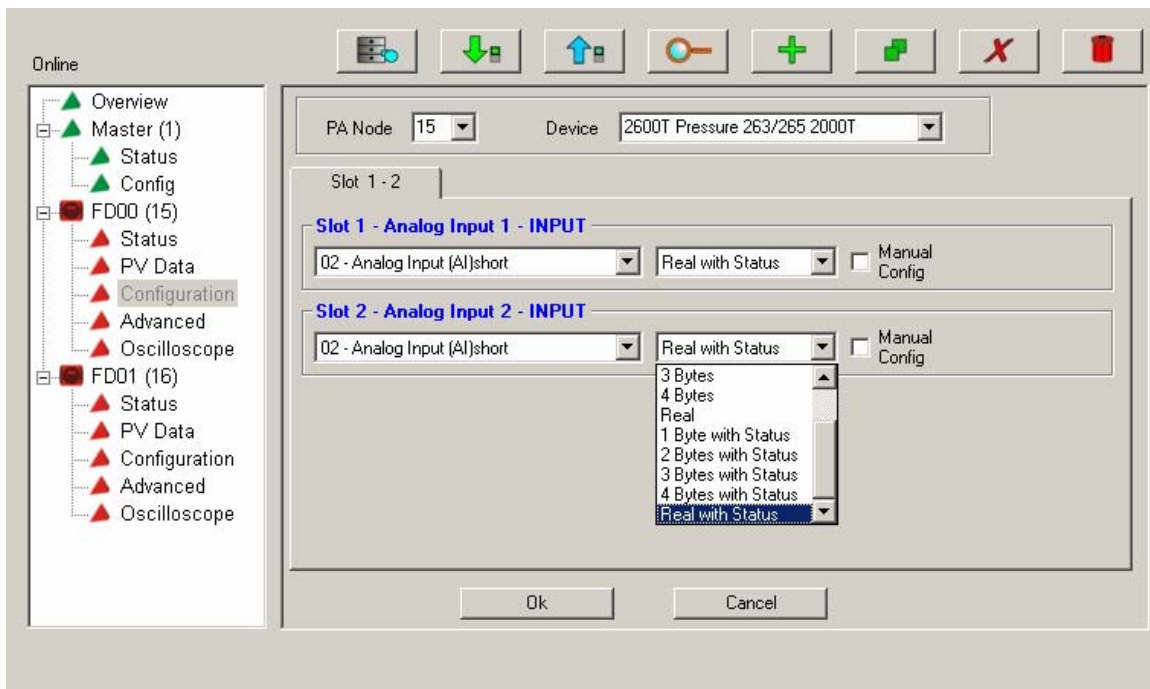 Online
Overview
Master (1)
Status
Config
FD00 (15)
Status
PV Data
Configuration
Advanced
Oscilloscope
FD01 (16)
Status
PV Data
Configuration
Advanced
Oscilloscope
PA Node 15 Device 2600T Pressure 263/265 2000T
Slot 1 - 2
Slot 1 - Analog Input 1 - INPUT
02 - Analog Input (AI)short Real with Status Manual
Config
Slot 2 - Analog Input 2 - INPUT
02 - Analog Input (AI)short Real with Status Manual
Config
3 Bytes
4 Bytes
Real
1 Byte with Status
2 Bytes with Status
3 Bytes with Status
4 Bytes with Status
Real with Status
Ok Cancel